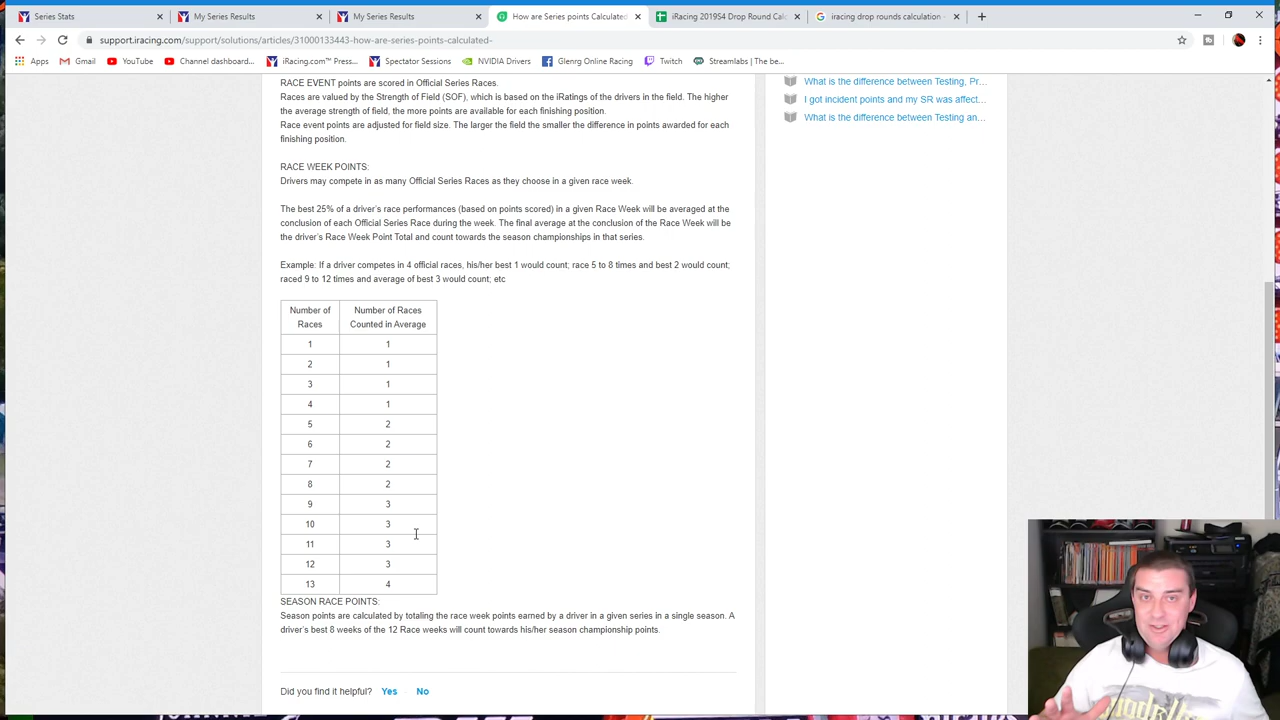 Series Stats
My Series Results
My Series Results
How are Series points Calculated
iRacing 2019S4 Drop Round Calc
iracing drop rounds calculation -
support.iracing.com/support/solutions/articles/31000133443-how-are-series-points-calculated-
Apps
Gmail
YouTube
Channel dashboard...
iRacing.com™ Press...
Spectator Sessions
NVIDIA Drivers
Glenrg Online Racing
Twitch
Streamlabs | The be...
RACE EVENT points are scored in Official Series Races.
Races are valued by the Strength of Field (SOF), which is based on the iRatings of the drivers in the field. The higher
the average strength of field, the more points are available for each finishing position.
Race event points are adjusted for field size. The larger the field the smaller the difference in points awarded for each
finishing position.
RACE WEEK POINTS:
Drivers may compete in as many Official Series Races as they choose in a given race week.
The best 25% of a driver's race performances (based on points scored) in a given Race Week will be averaged at the
conclusion of each Official Series Race during the week. The final average at the conclusion of the Race Week will be
the driver's Race Week Point Total and count towards the season championships in that series.
Example: If a driver competes in 4 official races, his/her best 1 would count; race 5 to 8 times and best 2 would count;
raced 9 to 12 times and average of best 3 would count; etc
Number of Races Number of Races Counted in Average
1 1
2 1
3 1
4 1
5 2
6 2
7 2
8 2
9 3
10 3
11 3
12 3
13 4
SEASON RACE POINTS:
Season points are calculated by totaling the race week points earned by a driver in a given series in a single season. A
driver's best 8 weeks of the 12 Race weeks will count towards his/her season championship points.
Did you find it helpful? Yes No
What is the difference between Testing, Pr...
I got incident points and my SR was affect...
What is the difference between Testing an...